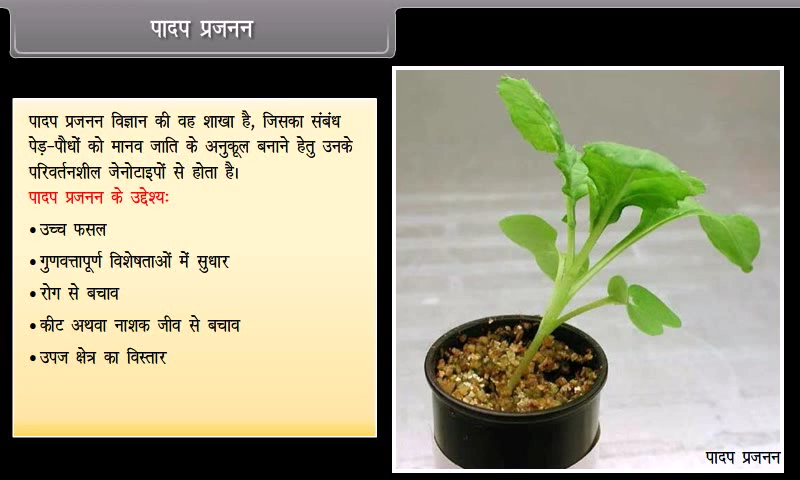 पादप प्रजनन
पादप प्रजनन विज्ञान की वह शाखा है, जिसका संबंध
पेड़-पौधों को मानव जाति के अनुकूल बनाने हेतु उनके
परिवर्तनशील जेनोटाइपों से होता है।
पादप प्रजनन के उद्देश्य:
• उच्च फसल
• गुणवत्तापूर्ण विशेषताओं में सुधार
• रोग से बचाव
• कीट अथवा नाशक जीव से बचाव
• उपज क्षेत्र का विस्तार
पादप प्रजनन